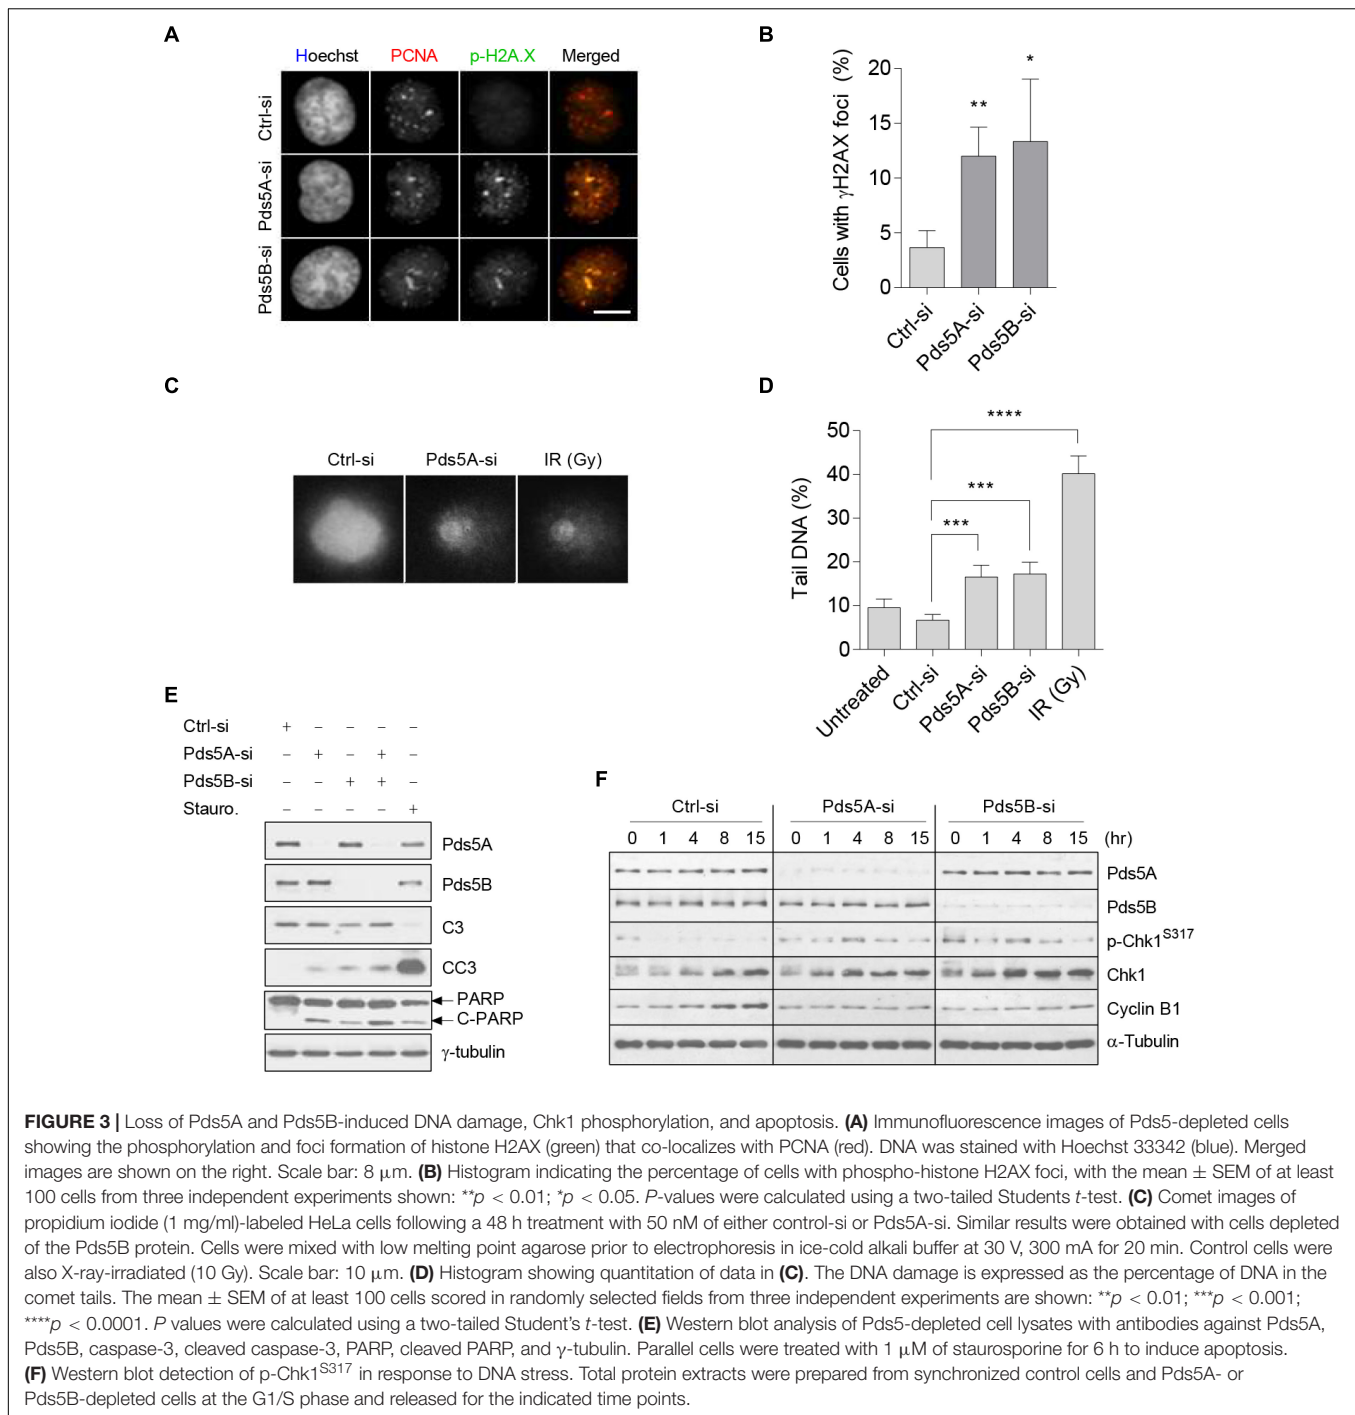 A
Hoechst PCNA p-H2A.X Merged
Ctrl-si
Pds5A-si
Pds5B-si
B
Cells with γH2AX foci (%)
20
15
10
5
0
** *
Ctrl-si Pds5A-si Pds5B-si
C
Ctrl-si Pds5A-si IR (Gy)
D
Tail DNA (%)
50
40
30
20
10
0
****
***
***
Untreated Ctrl-si Pds5A-si Pds5B-si IR (Gy)
E
Ctrl-si + – – – –
Pds5A-si – + – + –
Pds5B-si – – + + –
Stauro. – – – – +
Pds5A
Pds5B
C3
CC3
PARP
C-PARP
γ-tubulin
F
Ctrl-si Pds5A-si Pds5B-si
0 1 4 8 15 0 1 4 8 15 0 1 4 8 15 (hr)
Pds5A
Pds5B
p-Chk1S317
Chk1
Cyclin B1
α-Tubulin
FIGURE 3 | Loss of Pds5A and Pds5B-induced DNA damage, Chk1 phosphorylation, and apoptosis. (A) Immunofluorescence images of Pds5-depleted cells
showing the phosphorylation and foci formation of histone H2AX (green) that co-localizes with PCNA (red). DNA was stained with Hoechst 33342 (blue). Merged
images are shown on the right. Scale bar: 8 μm. (B) Histogram indicating the percentage of cells with phospho-histone H2AX foci, with the mean ± SEM of at least
100 cells from three independent experiments shown: **p < 0.01; *p < 0.05. P-values were calculated using a two-tailed Students t-test. (C) Comet images of
propidium iodide (1 mg/ml)-labeled HeLa cells following a 48 h treatment with 50 nM of either control-si or Pds5A-si. Similar results were obtained with cells depleted
of the Pds5B protein. Cells were mixed with low melting point agarose prior to electrophoresis in ice-cold alkali buffer at 30 V, 300 mA for 20 min. Control cells were
also X-ray-irradiated (10 Gy). Scale bar: 10 μm. (D) Histogram showing quantitation of data in (C). The DNA damage is expressed as the percentage of DNA in the
comet tails. The mean ± SEM of at least 100 cells scored in randomly selected fields from three independent experiments are shown: **p < 0.01; ***p < 0.001;
****p < 0.0001. P values were calculated using a two-tailed Student's t-test. (E) Western blot analysis of Pds5-depleted cell lysates with antibodies against Pds5A,
Pds5B, caspase-3, cleaved caspase-3, PARP, cleaved PARP, and γ-tubulin. Parallel cells were treated with 1 μM of staurosporine for 6 h to induce apoptosis.
(F) Western blot detection of p-Chk1S317 in response to DNA stress. Total protein extracts were prepared from synchronized control cells and Pds5A- or
Pds5B-depleted cells at the G1/S phase and released for the indicated time points.